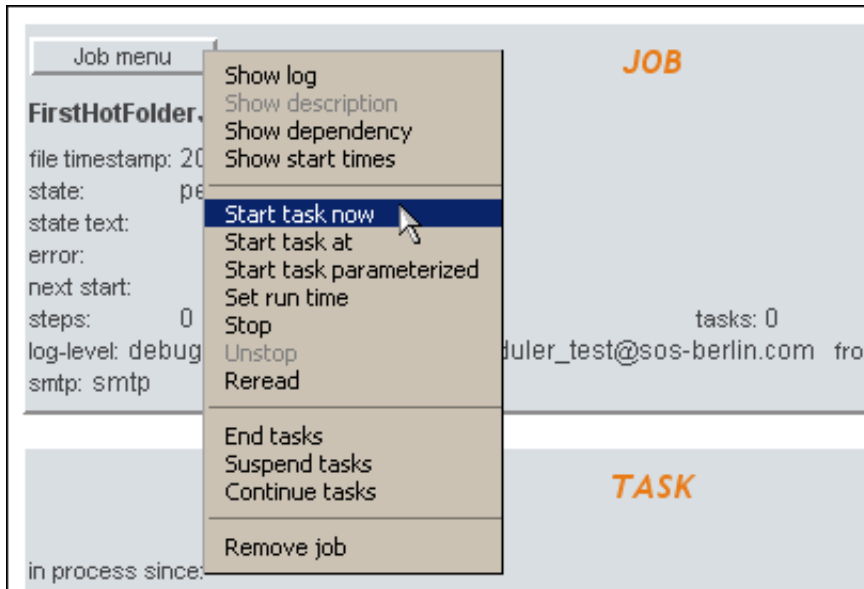 Job menu
JOB
Show log
Show description
Show dependency
Show start times
Start task now
Start task at
Start task parameterized
Set run time
Stop
Unstop
Reread
End tasks
Suspend tasks
Continue tasks
Remove job
FirstHotFolder
file timestamp: 20
state: pe
state text:
error:
next start:
steps: 0
tasks: 0
log-level: debug
duler_test@sos-berlin.com fro
smtp: smtp
TASK
in process since: